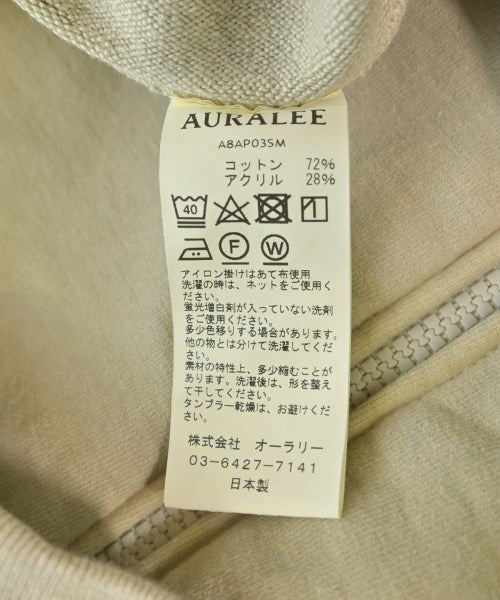 AURALEE
A8AP03SM
コットン 72%
アクリル 28%
40
F W
アイロン掛けはあて布使用
洗濯の時は、ネットをご使用く
ださい。
蛍光増白剤が入っていない洗剤
をご使用ください。
多少色移りする場合があります。
他の物とは分けて洗濯してくだ
さい。
素材の特性上、多少縮むことが
あります。洗濯後は、形を整え
て干してください。
タンブラー乾燥は、お避けくだ
さい。
株式会社 オーラリー
03-6427-7141
日本製